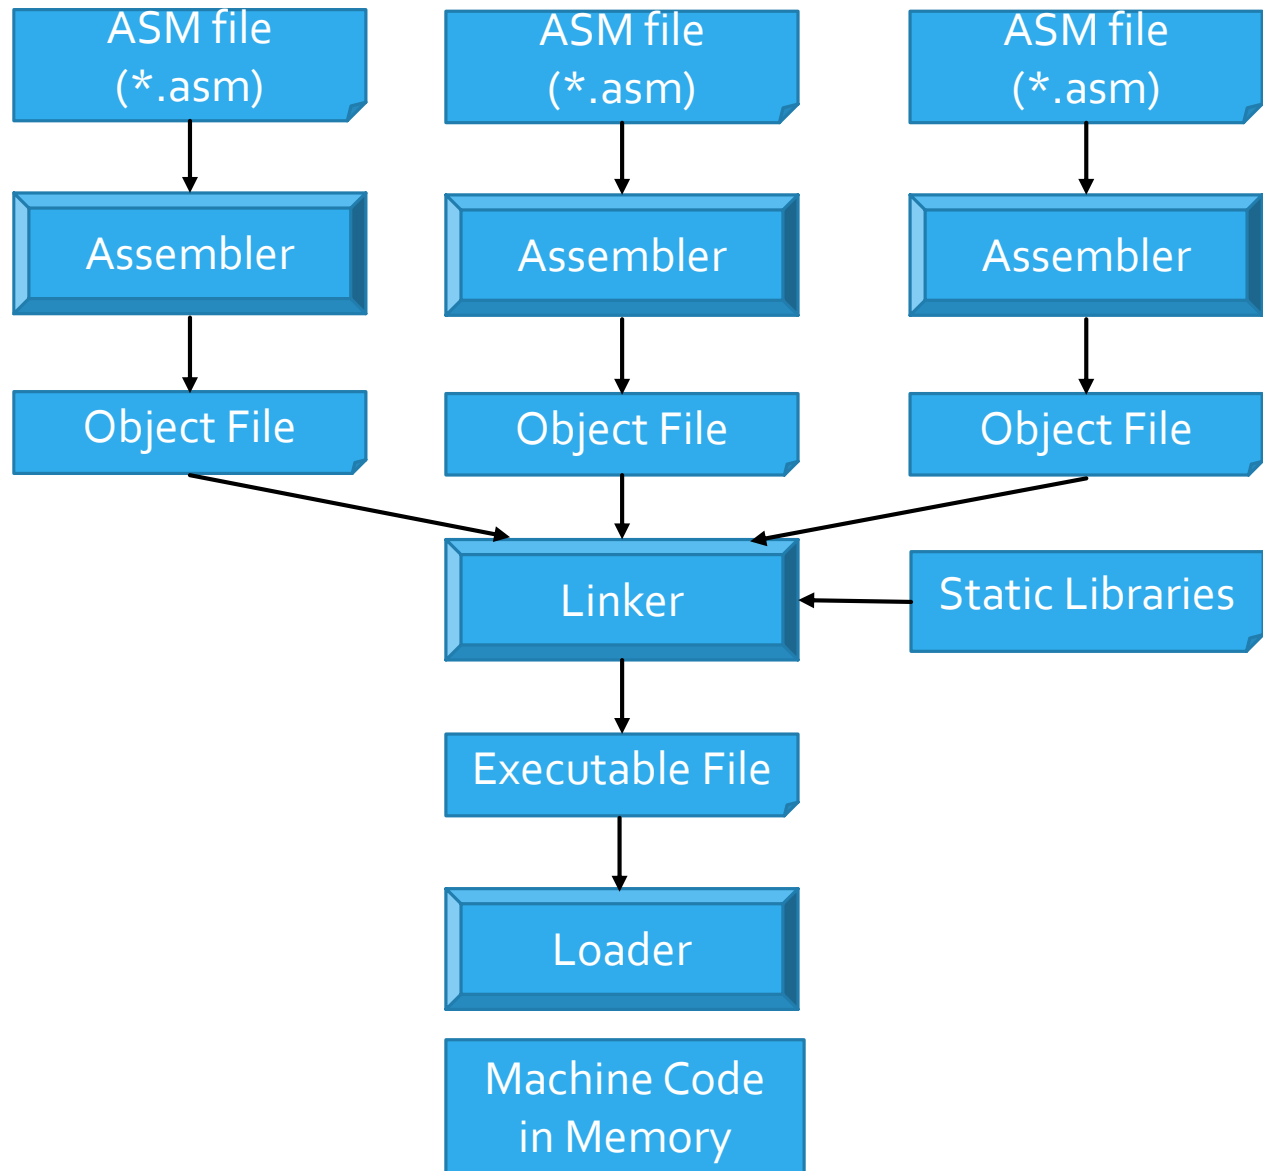 ASM file
(*.asm)
ASM file
(*.asm)
ASM file
(*.asm)
Assembler
Assembler
Assembler
Object File
Object File
Object File
Linker
Static Libraries
Executable File
Loader
Machine Code
in Memory